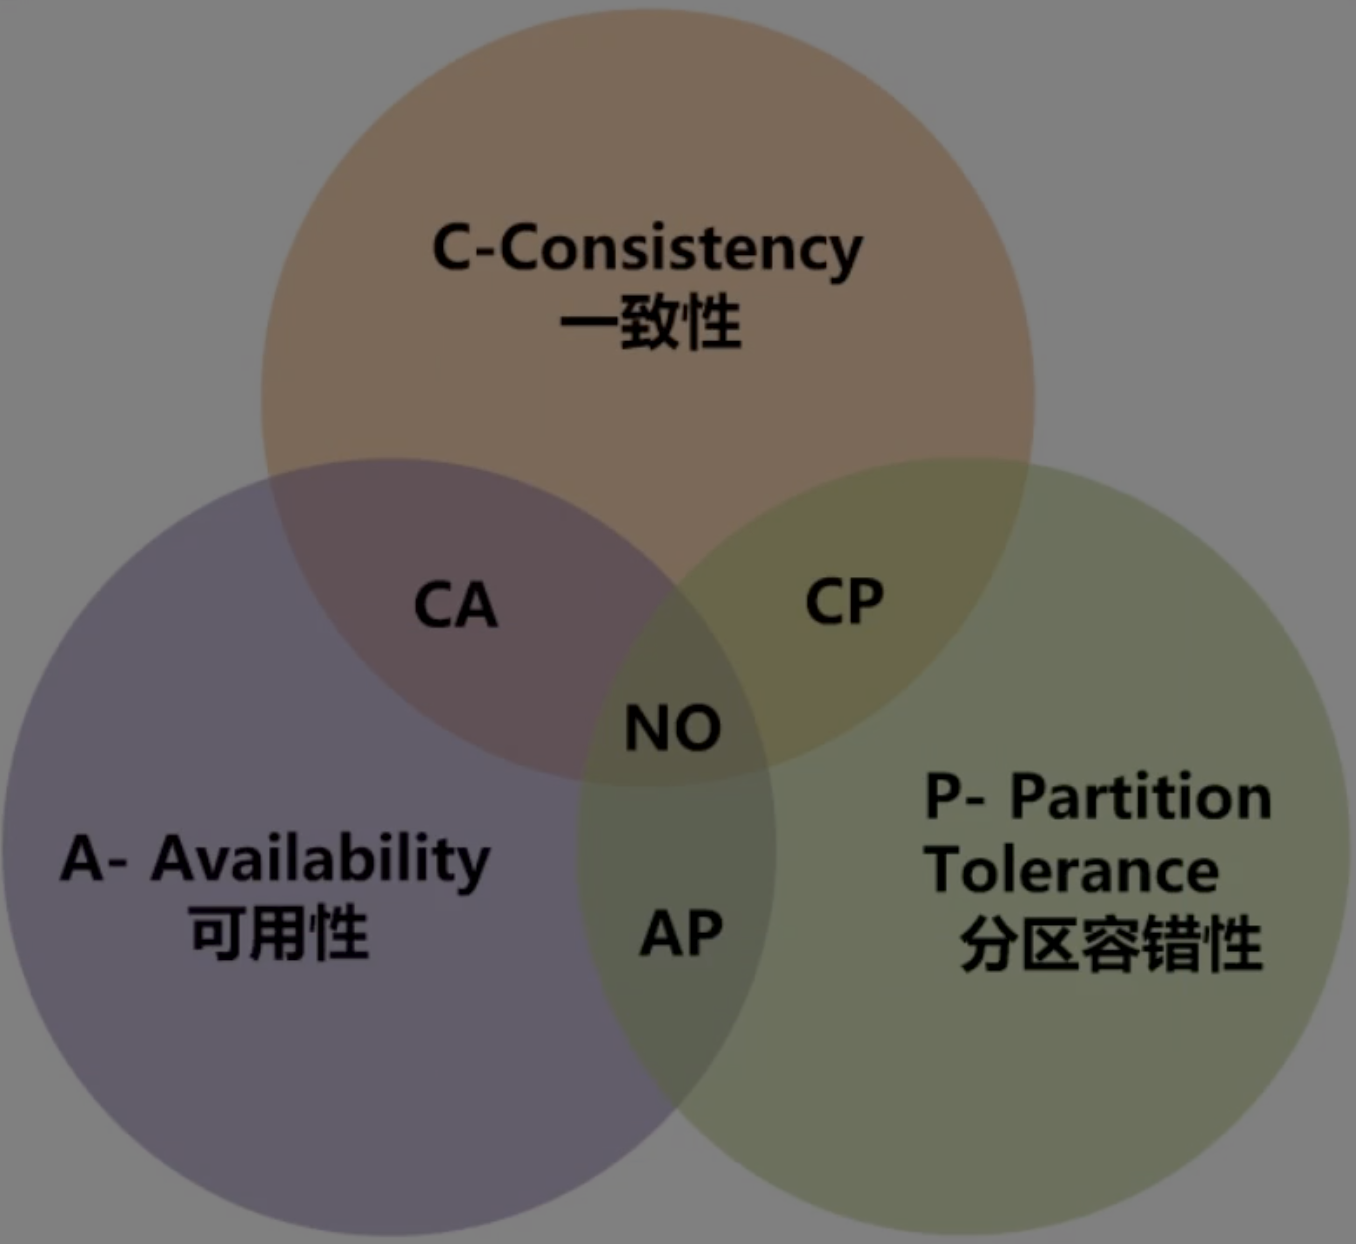 C-Consistency
一致性
CA
CP
NO
A- Availability
可用性
AP
P- Partition
Tolerance
分区容错性